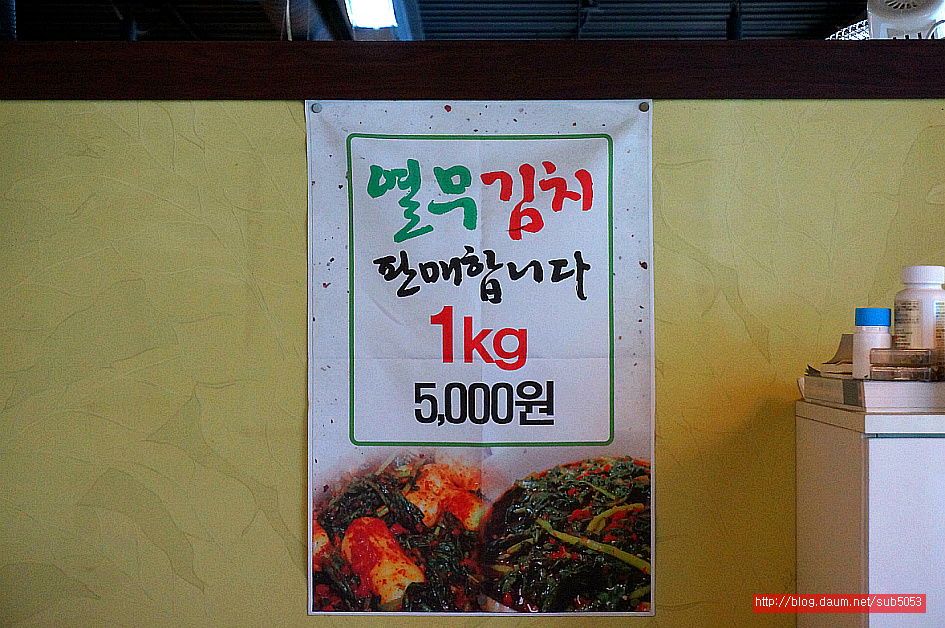 열무김치
판매합니다
1kg
5,000원
http://blog.daum.net/sub5053